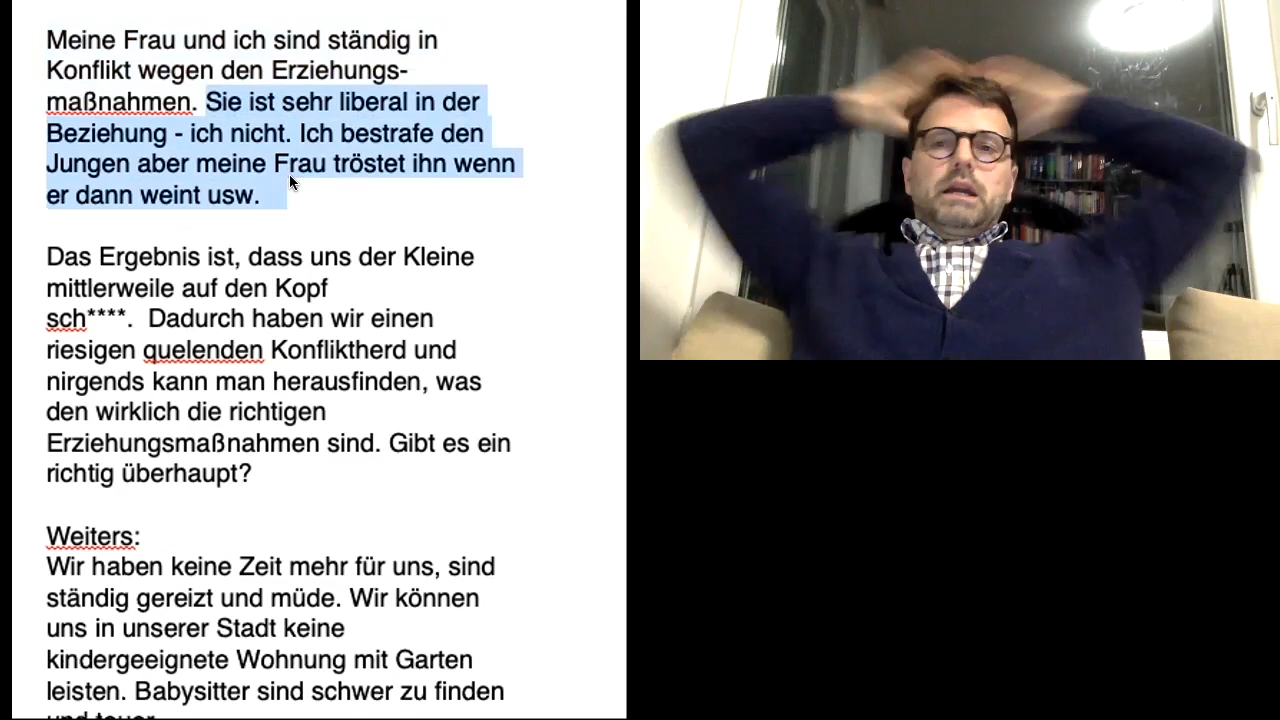 Meine Frau und ich sind ständig in
Konflikt wegen den Erziehungs-
maßnahmen. Sie ist sehr liberal in der
Beziehung - ich nicht. Ich bestrafe den
Jungen aber meine Frau tröstet ihn wenn
er dann weint usw.
Das Ergebnis ist, dass uns der Kleine
mittlerweile auf den Kopf
sch****. Dadurch haben wir einen
riesigen quelenden Konfliktherd und
nirgends kann man herausfinden, was
den wirklich die richtigen
Erziehungsmaßnahmen sind. Gibt es ein
richtig überhaupt?
Weiters:
Wir haben keine Zeit mehr für uns, sind
ständig gereizt und müde. Wir können
uns in unserer Stadt keine
kindergeeignete Wohnung mit Garten
leisten. Babysitter sind schwer zu finden
und teuer